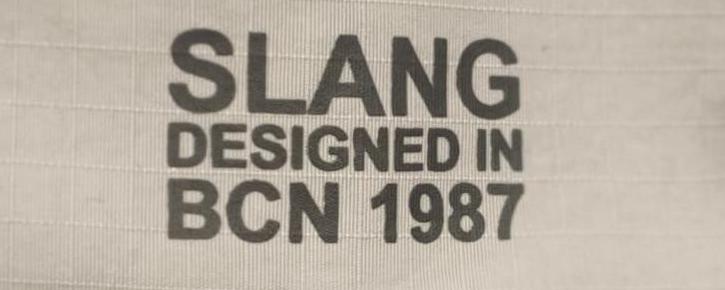 SLANG
DESIGNED IN
BCN 1987